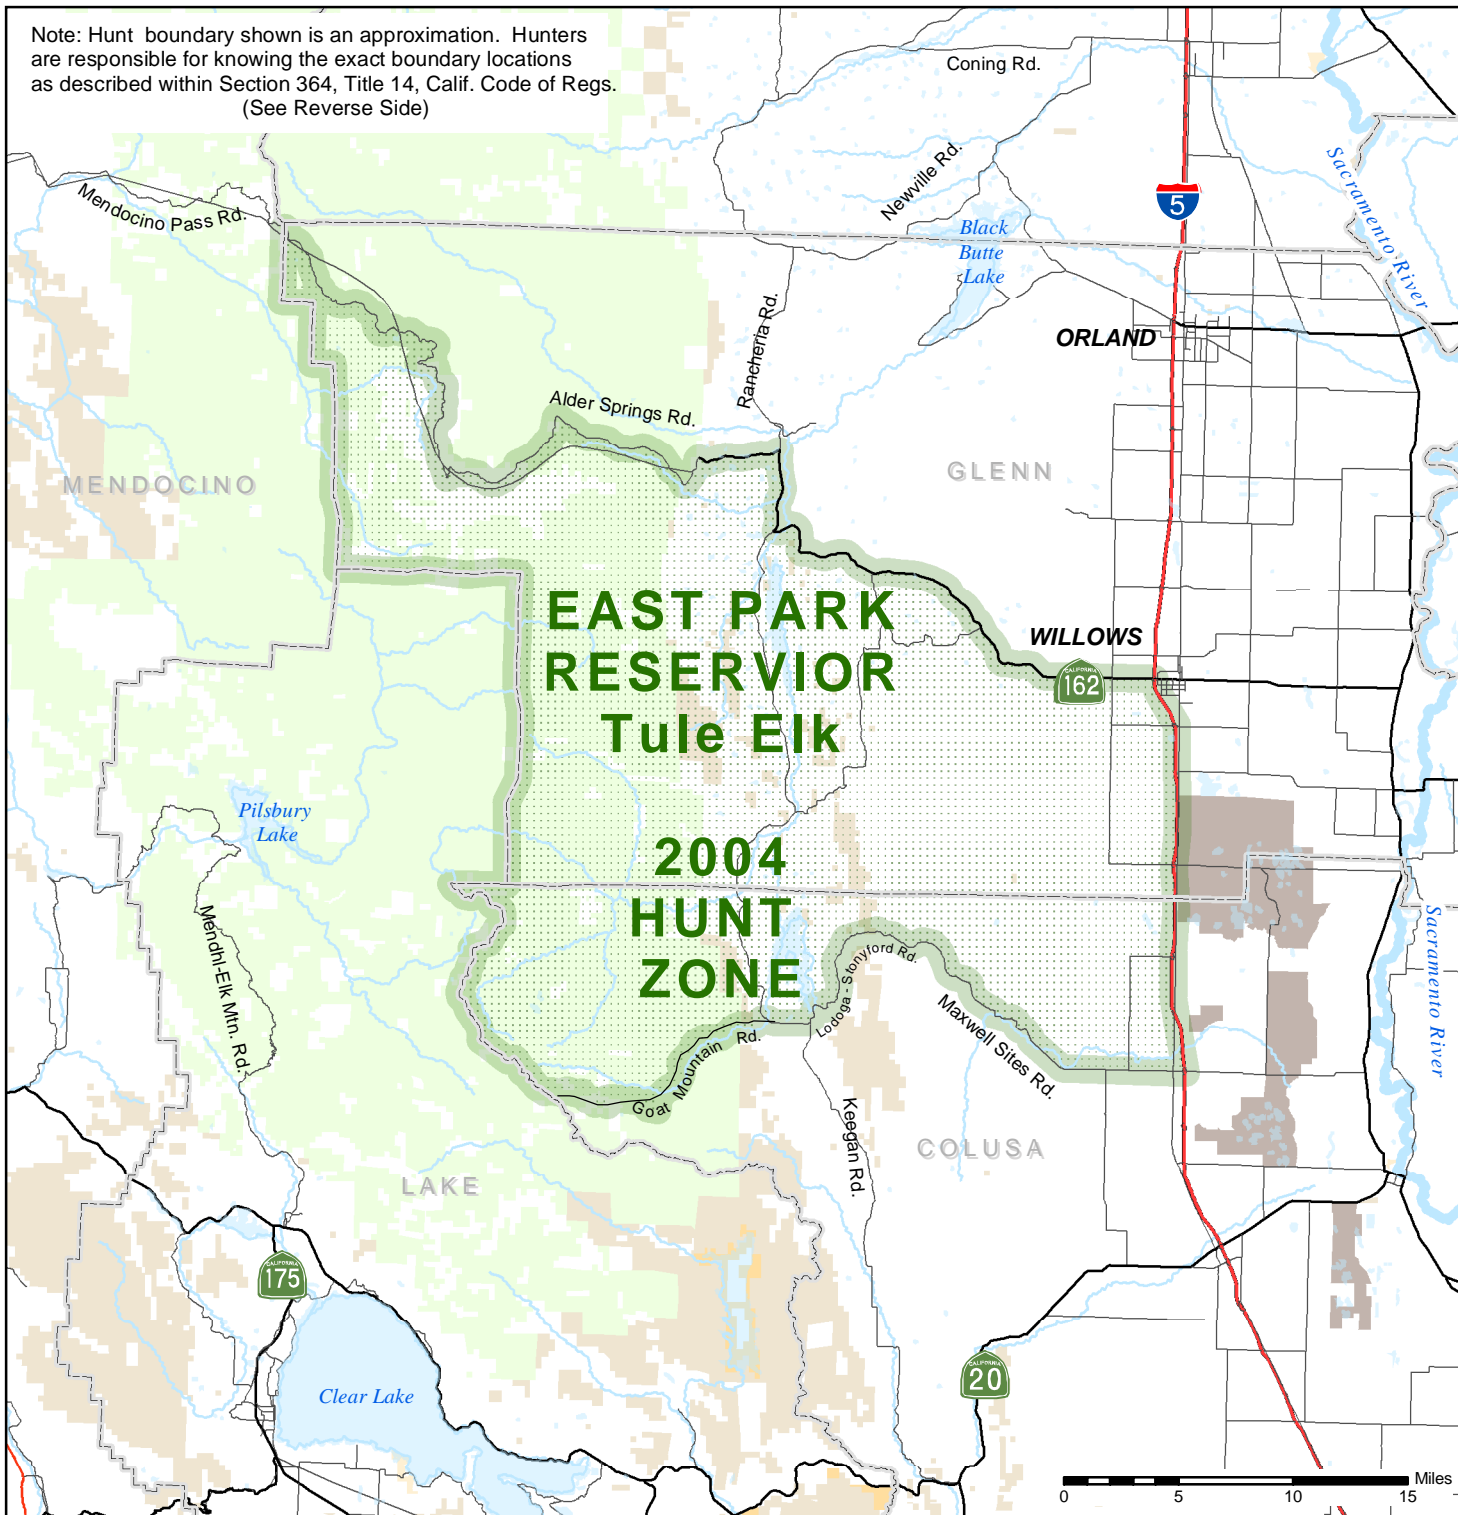 Note: Hunt boundary shown is an approximation. Hunters
are responsible for knowing the exact boundary locations
as described within Section 364, Title 14, Calif. Code of Regs.
(See Reverse Side)
Coning Rd.
Newville Rd.
Sacramento River
5
Mendocino Pass Rd.
Black
Butte
Lake
Rancheria Rd.
ORLAND
Alder Springs Rd.
MENDOCINO
GLENN
EAST PARK
RESERVIOR
Tule Elk
WILLOWS
CALIFORNIA
162
Pilsbury
Lake
2004
HUNT
ZONE
Mendhl-Elk Mtn. Rd.
Lodoga - Stonyford Rd.
Sacramento River
Maxwell Sites Rd.
Goat Mountain Rd.
Keegan Rd.
COLUSA
LAKE
CALIFORNIA
175
CALIFORNIA
20
Clear Lake
Miles
0 5 10 15